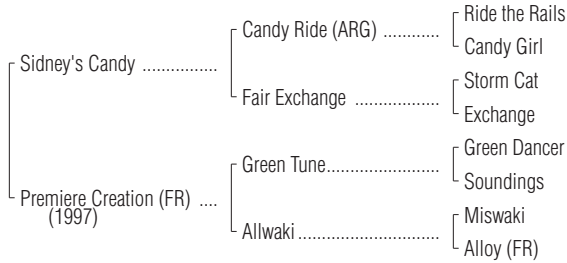 Ride the Rails
Candy Ride (ARG) ............
Candy Girl
Sidney's Candy ................
Storm Cat
Fair Exchange ..................
Exchange
Green Dancer
Green Tune........................
Soundings
Premiere Creation (FR) ....
(1997)
Miswaki
Allwaki ..............................
Alloy (FR)